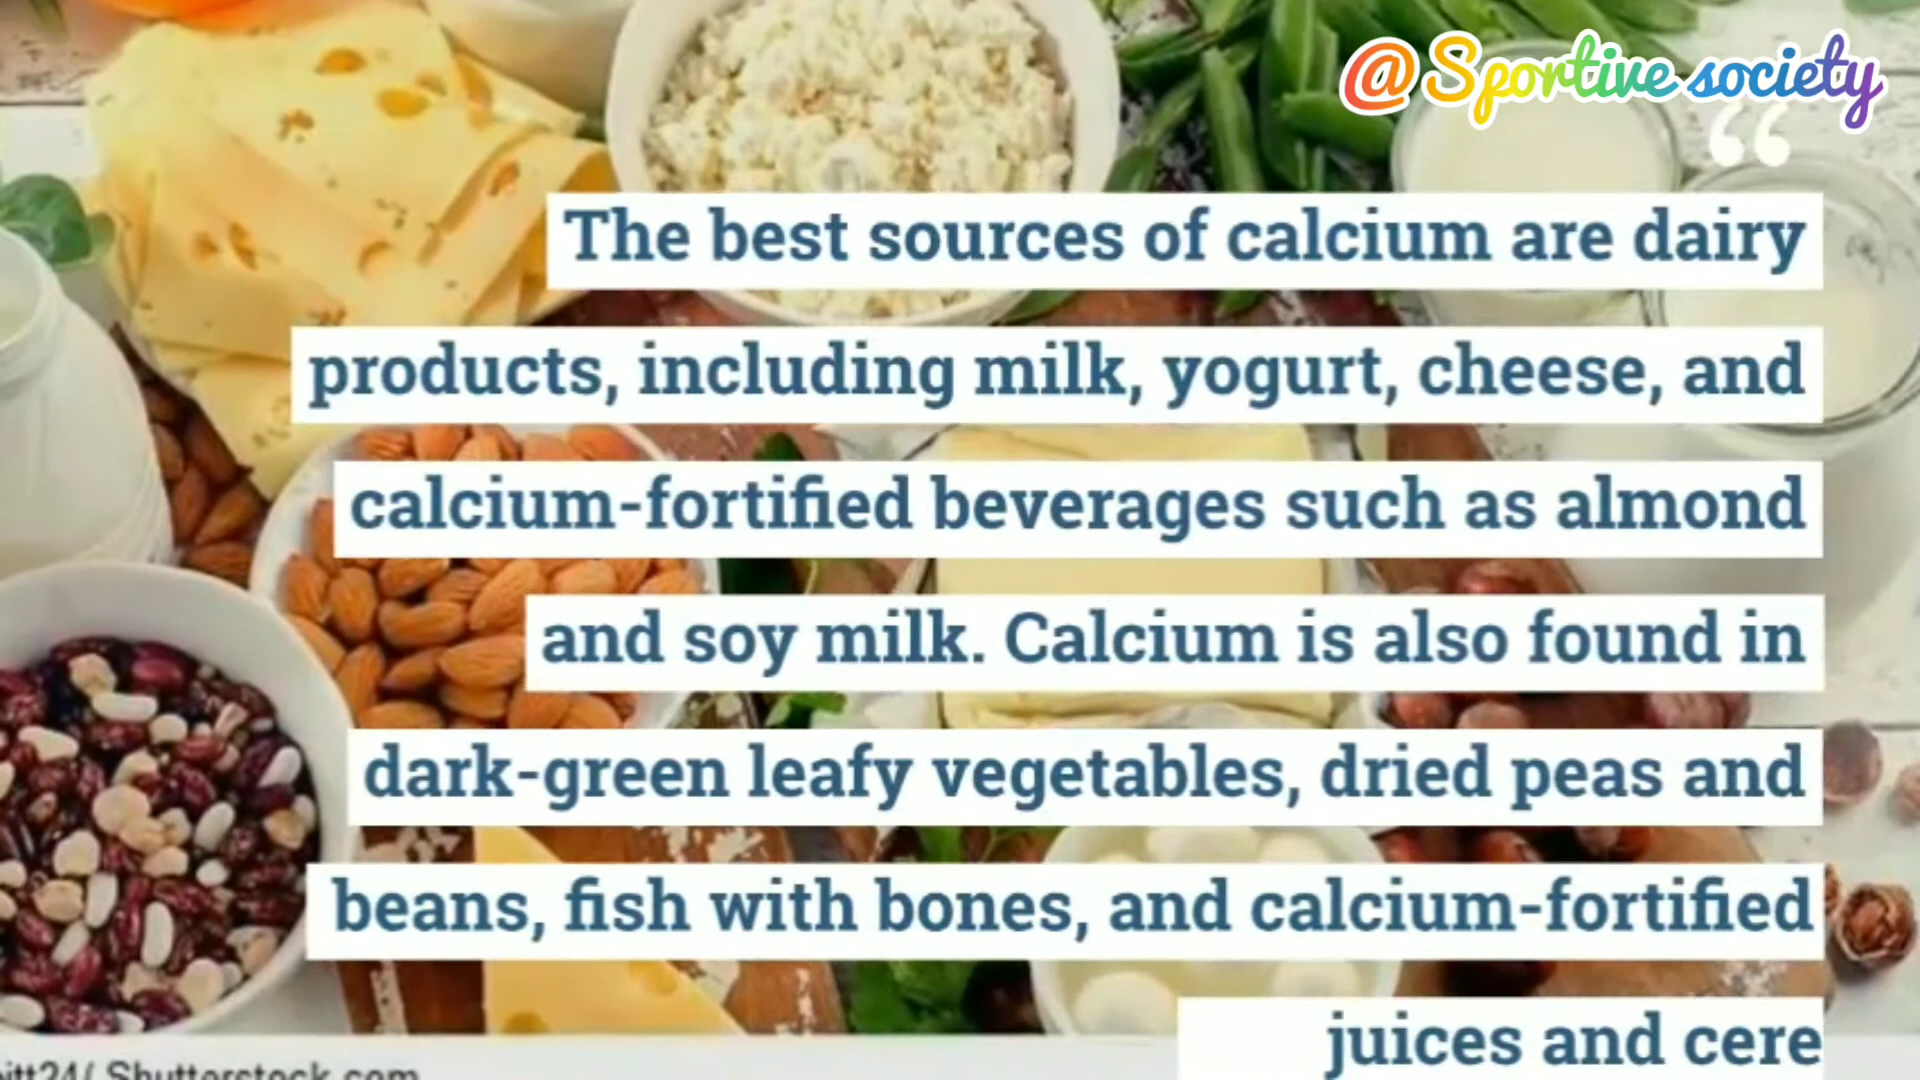 @Sportive society
“
The best sources of calcium are dairy
products, including milk, yogurt, cheese, and
calcium-fortified beverages such as almond
and soy milk. Calcium is also found in
dark-green leafy vegetables, dried peas and
beans, fish with bones, and calcium-fortified
juices and cere
Shutterstock.com